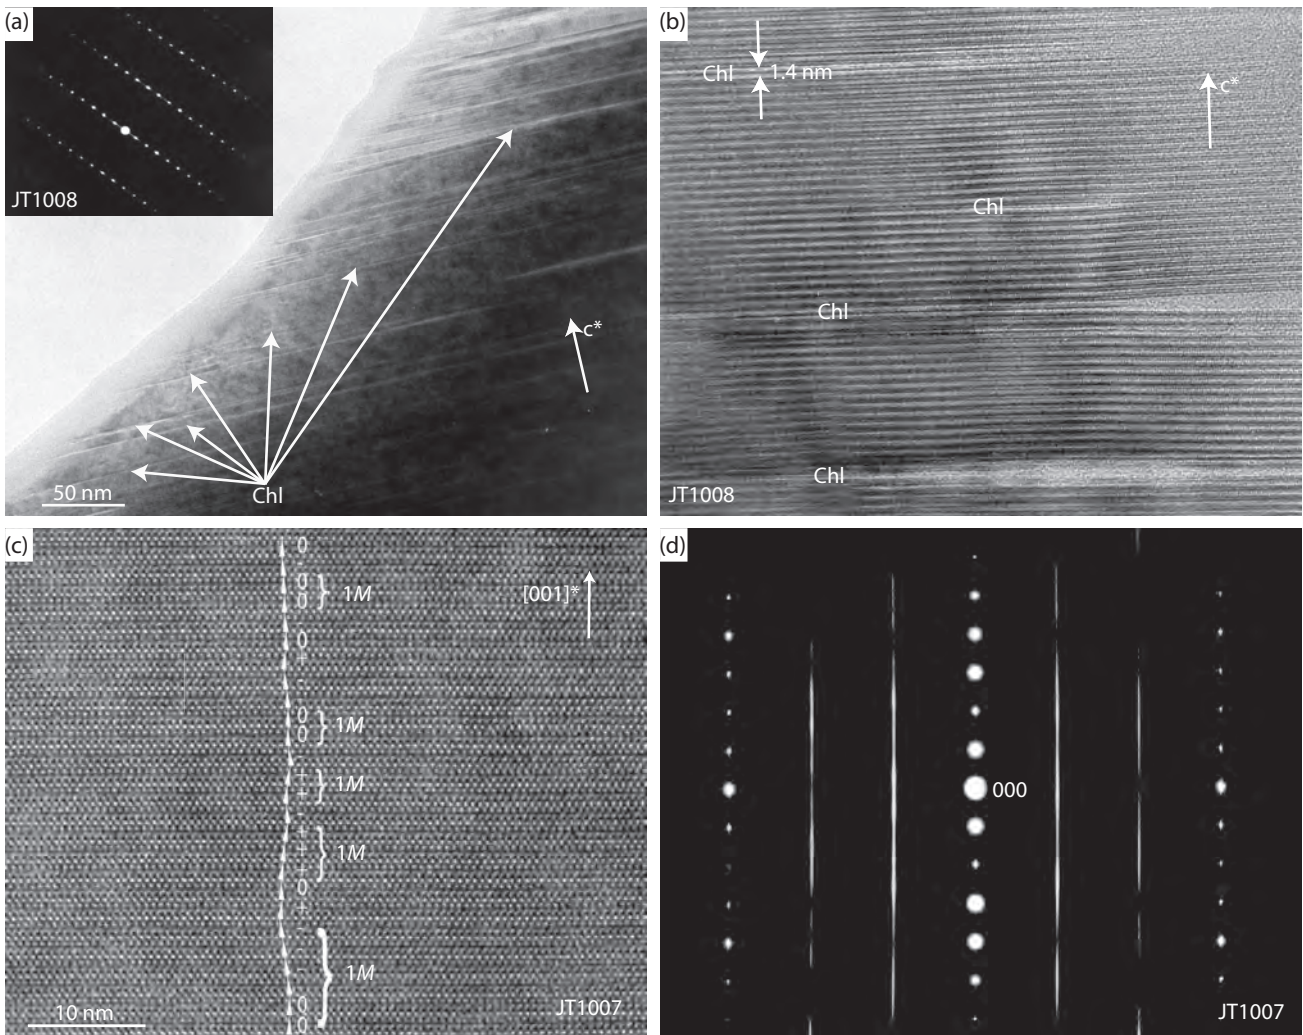 (a)
JT1008
c*
50 nm
Chl
(b)
Chl
1.4 nm
c*
Chl
Chl
Chl
JT1008
(c)
0
0
0
1M
[001]*
0
+
0
0
1M
+
+
1M
+
+
+
1M
0
+
1M
0
0
10 nm
JT1007
(d)
000
JT1007